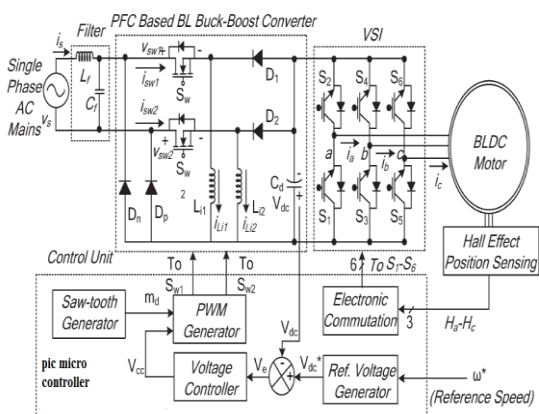 PFC Based BL Buck-Boost Converter
VSI
Filter
is
Lf
Cf
Single
Phase
AC
Mains
vs
vsw1
+
-
isw1
Sw
D1
isw2
D2
+
-
vsw2
Sw
2
Dn
Dp
Li1
Li2
iLi1
iLi2
Cd
Vdc
-
+
S2
S4
S6
a
ia
b
ib
c
ic
S1
S3
S5
BLDC
Motor
Hall Effect
Position Sensing
Control Unit
To
To
6
To S1-S6
Sw1
Sw2
Saw-tooth
Generator
md
PWM
Generator
Vdc
Electronic
Commutation
3
Ha-Hc
pic micro
controller
Vcc
Voltage
Controller
Ve
-
+
Vdc*
Ref. Voltage
Generator
ω*
(Reference Speed)